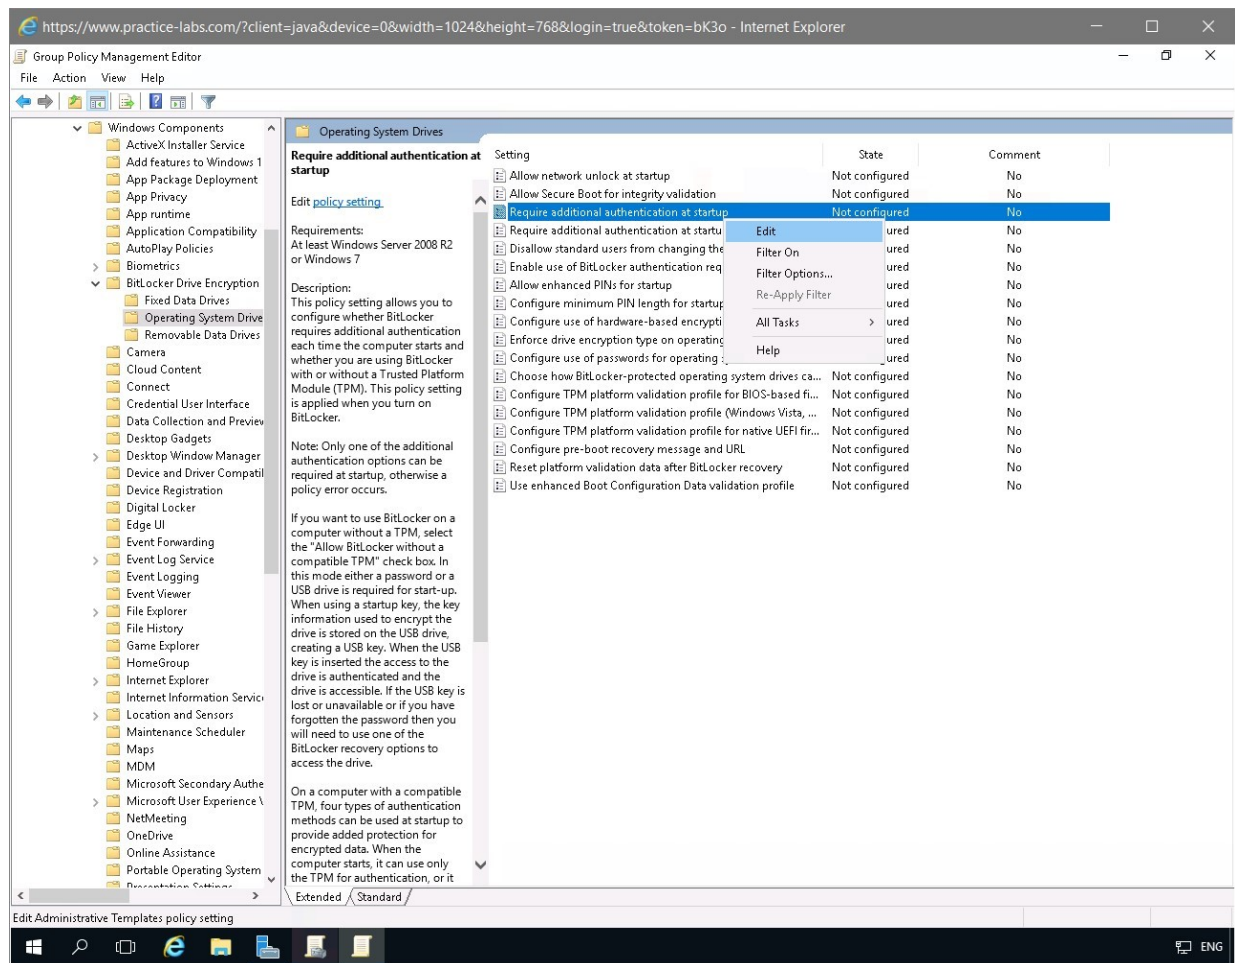 https://www.practice-labs.com/?client=java&device=0&width=1024&height=768&login=true&token=bK3o - Internet Explorer
Group Policy Management Editor
File Action View Help
Windows Components
ActiveX Installer Service
Add features to Windows 1
App Package Deployment
App Privacy
App runtime
Application Compatibility
AutoPlay Policies
Biometrics
BitLocker Drive Encryption
Fixed Data Drives
Operating System Drive
Removable Data Drives
Camera
Cloud Content
Connect
Credential User Interface
Data Collection and Preview
Desktop Gadgets
Desktop Window Manager
Device and Driver Compatil
Device Registration
Digital Locker
Edge UI
Event Forwarding
Event Log Service
Event Logging
Event Viewer
File Explorer
File History
Game Explorer
HomeGroup
Internet Explorer
Internet Information Servic
Location and Sensors
Maintenance Scheduler
Maps
MDM
Microsoft Secondary Authe
Microsoft User Experience V
NetMeeting
OneDrive
Online Assistance
Portable Operating System
Presentation Settings
Operating System Drives
Require additional authentication at
startup
Edit policy setting
Requirements:
At least Windows Server 2008 R2
or Windows 7
Description:
This policy setting allows you to
configure whether BitLocker
requires additional authentication
each time the computer starts and
whether you are using BitLocker
with or without a Trusted Platform
Module (TPM). This policy setting
is applied when you turn on
BitLocker.
Note: Only one of the additional
authentication options can be
required at startup, otherwise a
policy error occurs.
If you want to use BitLocker on a
computer without a TPM, select
the "Allow BitLocker without a
compatible TPM" check box. In
this mode either a password or a
USB drive is required for start-up.
When using a startup key, the key
information used to encrypt the
drive is stored on the USB drive,
creating a USB key. When the USB
key is inserted the access to the
drive is authenticated and the
drive is accessible. If the USB key is
lost or unavailable or if you have
forgotten the password then you
will need to use one of the
BitLocker recovery options to
access the drive.
On a computer with a compatible
TPM, four types of authentication
methods can be used at startup to
provide added protection for
encrypted data. When the
computer starts, it can use only
the TPM for authentication, or it
Setting State Comment
Allow network unlock at startup Not configured No
Allow Secure Boot for integrity validation Not configured No
Require additional authentication at startup Not configured No
Require additional authentication at startu ured No
Disallow standard users from changing the ured No
Enable use of BitLocker authentication req ured No
Allow enhanced PINs for startup ured No
Configure minimum PIN length for startup ured No
Configure use of hardware-based encrypti ured No
Enforce drive encryption type on operating ured No
Configure use of passwords for operating ured No
Choose how BitLocker-protected operating system drives ca... Not configured No
Configure TPM platform validation profile for BIOS-based fi... Not configured No
Configure TPM platform validation profile (Windows Vista, ... Not configured No
Configure TPM platform validation profile for native UEFI fir... Not configured No
Configure pre-boot recovery message and URL Not configured No
Reset platform validation data after BitLocker recovery Not configured No
Use enhanced Boot Configuration Data validation profile Not configured No
Edit
Filter On
Filter Options...
Re-Apply Filter
All Tasks
Help
Extended Standard
Edit Administrative Templates policy setting
ENG